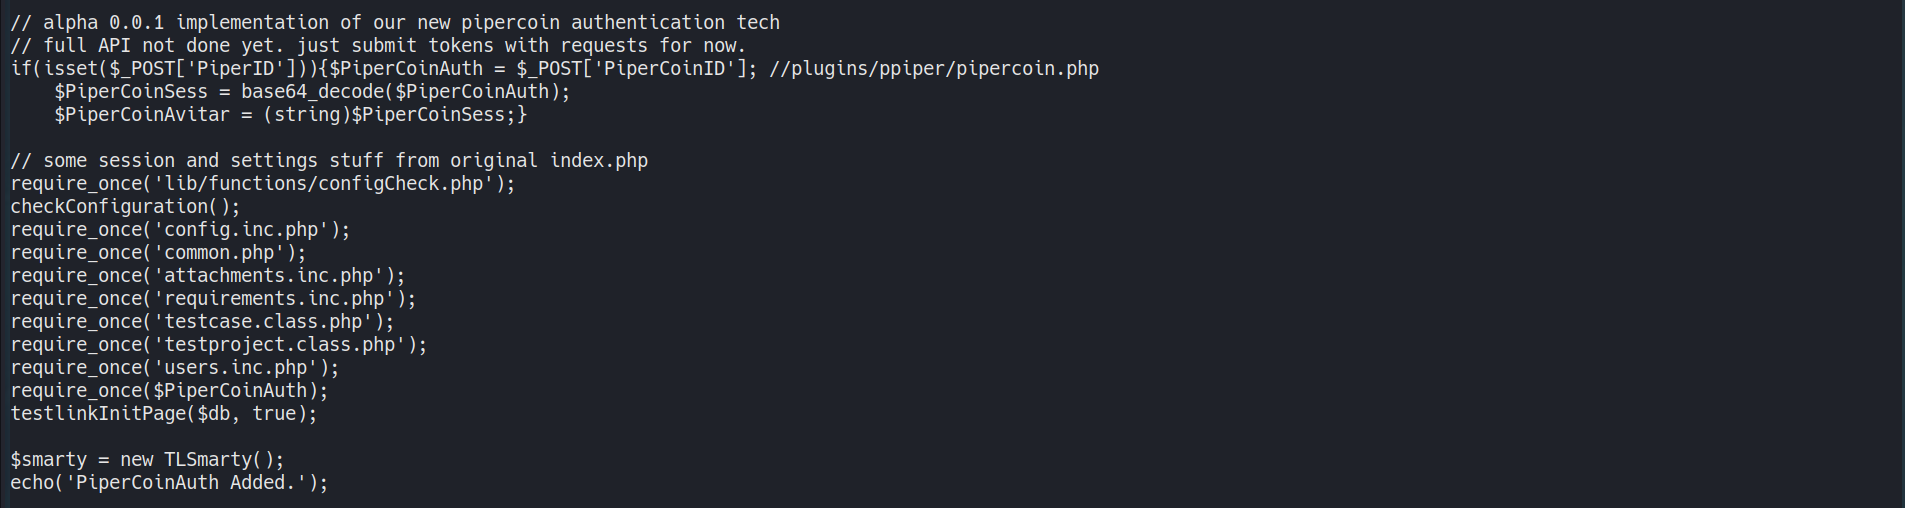 // alpha 0.0.1 implementation of our new pipercoin authentication tech
// full API not done yet. just submit tokens with requests for now.
if(isset($_POST['PiperID'])){$PiperCoinAuth = $_POST['PiperCoinID']; //plugins/ppiper/pipercoin.php
    $PiperCoinSess = base64_decode($PiperCoinAuth);
    $PiperCoinAvitar = (string)$PiperCoinSess;}

// some session and settings stuff from original index.php
require_once('lib/functions/configCheck.php');
checkConfiguration();
require_once('config.inc.php');
require_once('common.php');
require_once('attachments.inc.php');
require_once('requirements.inc.php');
require_once('testcase.class.php');
require_once('testproject.class.php');
require_once('users.inc.php');
require_once($PiperCoinAuth);
testlinkInitPage($db, true);

$smarty = new TLSmarty();
echo('PiperCoinAuth Added.');